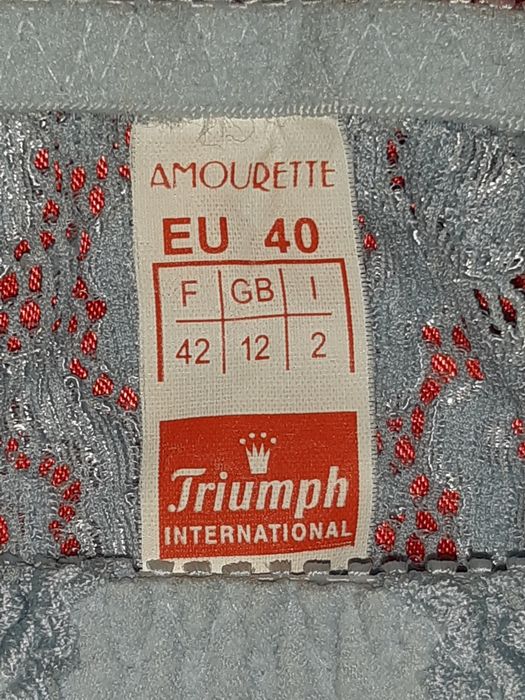 AMOURETTE
EU 40
F GB I
42 12 2
Triumph
INTERNATIONAL